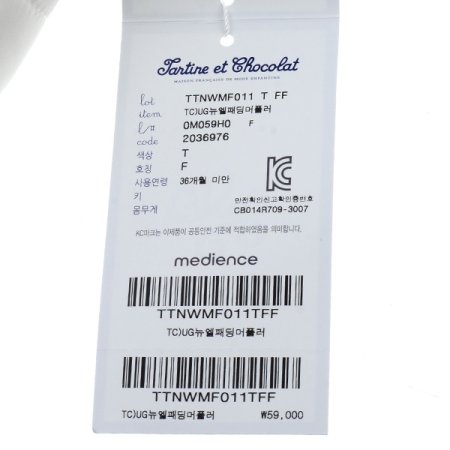 Tartine et Chocolat
MAISON FRANÇAISE DE MODE ENFANTINE
lot TTNWMF011 T FF
item TC)UG뉴엘패딩머플러
l/# 0M059H0 F
code 2036976
색상 T
호칭 F
사용연령 36개월 미만
키
몸무게
안전확인신고확인증번호
CB014R709-3007
KC마크는 이제품이 공통안전 기준에 적합하였음을 의미합니다.
medience
TTNWMF011TFF
TC)UG뉴엘패딩머플러
TTNWMF011TFF
TC)UG뉴엘패딩머플러 ₩59,000